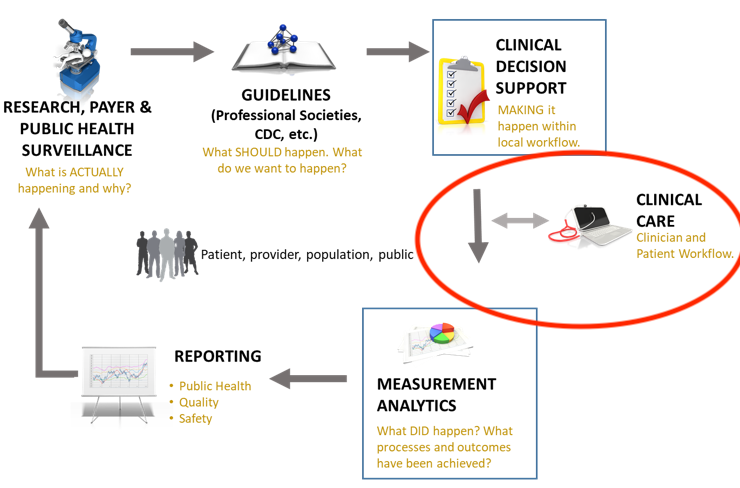 RESEARCH, PAYER &
PUBLIC HEALTH
SURVEILLANCE
What is ACTUALLY
happening and why?
GUIDELINES
(Professional Societies,
CDC, etc.)
What SHOULD happen. What
do we want to happen?
CLINICAL
DECISION
SUPPORT
MAKING it
happen within
local workflow.
CLINICAL
CARE
Clinician and
Patient Workflow.
Patient, provider, population, public
MEASUREMENT
ANALYTICS
What DID happen? What
processes and outcomes
have been achieved?
REPORTING
• Public Health
• Quality
• Safety